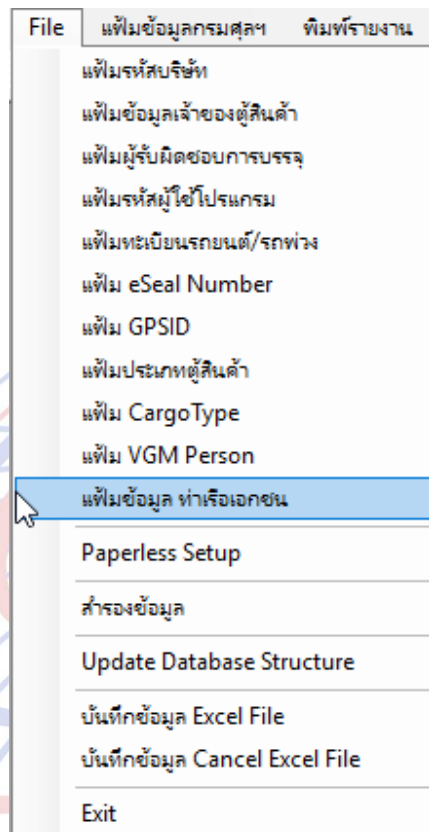 File แฟ้มข้อมูลกรมศุลฯ พิมพ์รายงาน
แฟ้มรหัสบริษัท
แฟ้มข้อมูลเจ้าของตู้สินค้า
แฟ้มผู้รับผิดชอบการบรรจุ
แฟ้มรหัสผู้ใช้โปรแกรม
แฟ้มทะเบียนรถยนต์/รถพ่วง
แฟ้ม eSeal Number
แฟ้ม GPSID
แฟ้มประเภทตู้สินค้า
แฟ้ม CargoType
แฟ้ม VGM Person
แฟ้มข้อมูล ท่าเรือเอกชน
Paperless Setup
สำรองข้อมูล
Update Database Structure
บันทึกข้อมูล Excel File
บันทึกข้อมูล Cancel Excel File
Exit